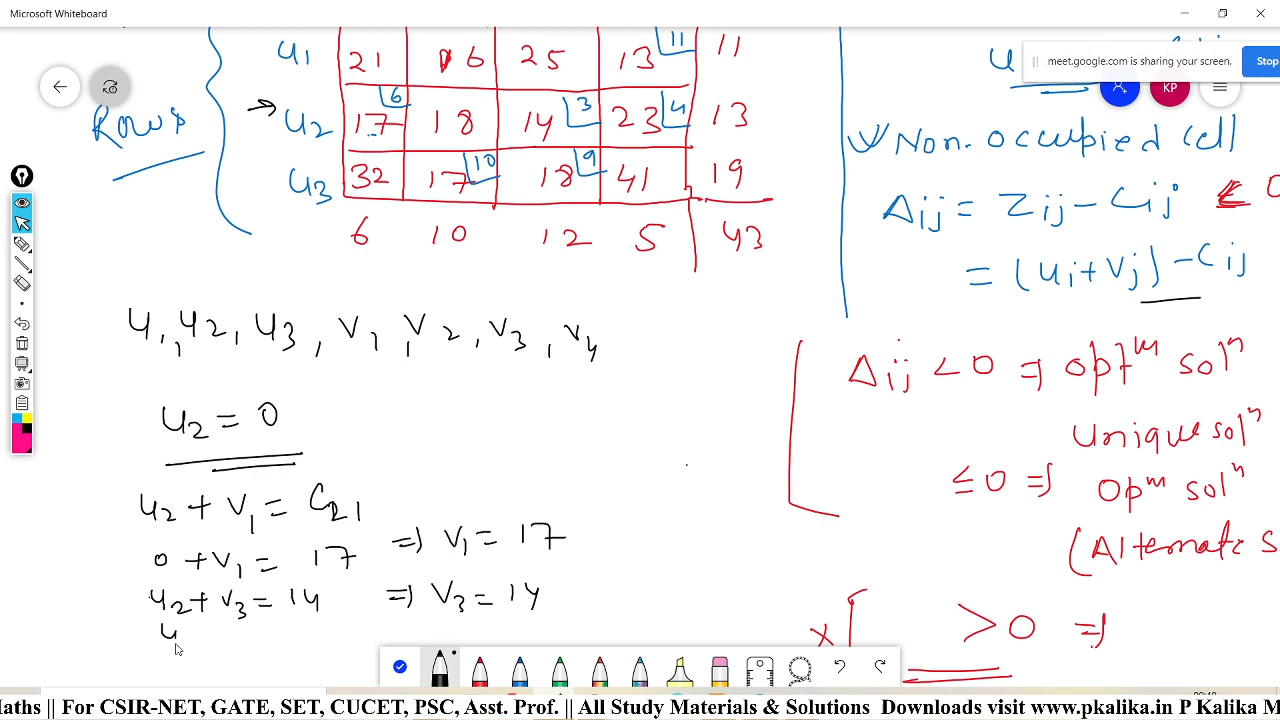 Microsoft Whiteboard
meet.google.com is sharing your screen. Stop
KP
u1 21 16 25 13 11 11
Rows
u2 17 6 18 14 3 23 4 13
u3 32 17 10 18 9 41 19
6 10 12 5 43
u1, u2, u3, v1, v2, v3, v4
u2 = 0
u2 + v1 = C21
0 + v1 = 17 => v1 = 17
u2 + v3 = 14 => v3 = 14
u
Non. occupied cell
Δij = Zij - Cij ≤ 0
= (ui + vj) - Cij
Δij < 0 => optm soln
Unique soln
≤ 0 => opm soln
(Alternatic S
x > 0 =>
Maths || For CSIR-NET, GATE, SET, CUCET, PSC, Asst. Prof. || All Study Materials & Solutions Downloads visit www.pkalika.in P Kalika M